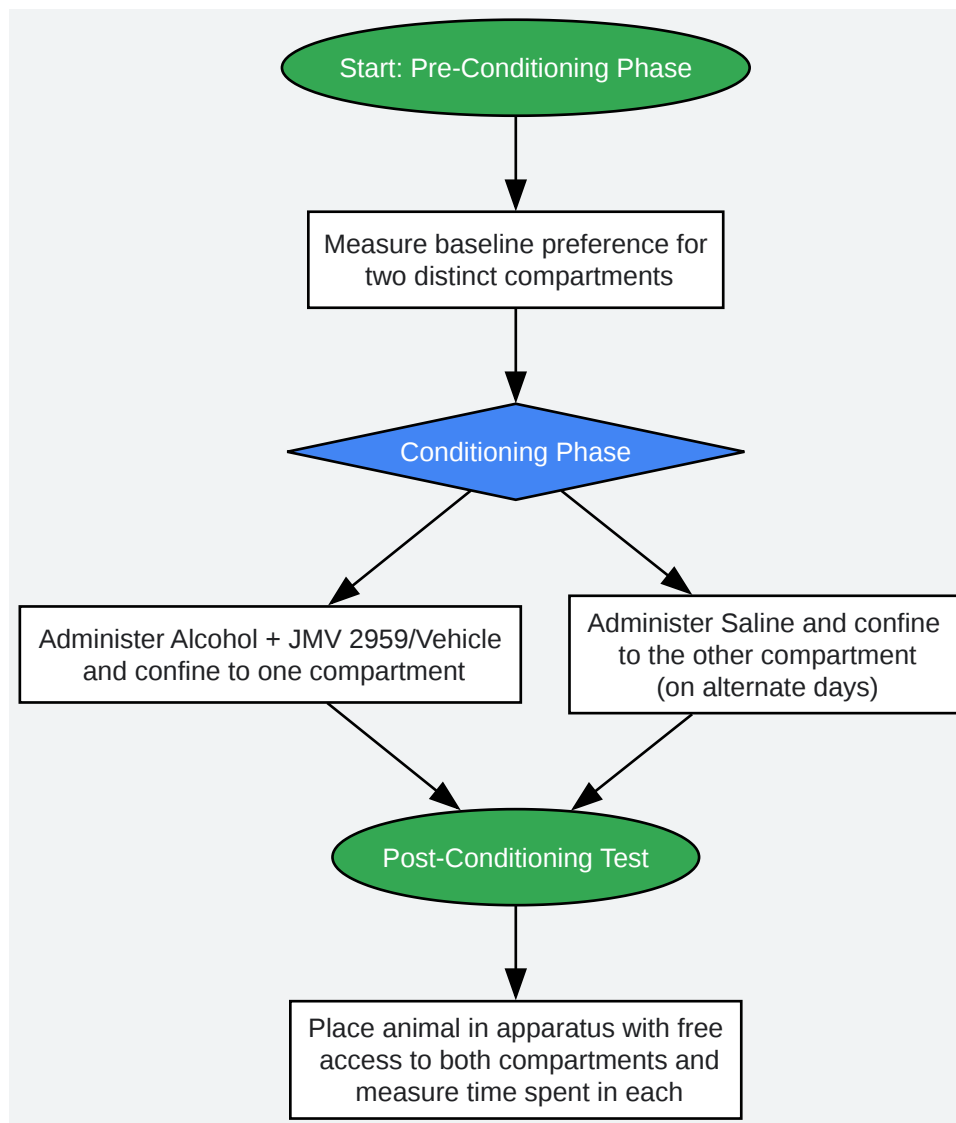 Start: Pre-Conditioning Phase
Measure baseline preference for
two distinct compartments
Conditioning Phase
Administer Alcohol + JMV 2959/Vehicle
and confine to one compartment
Administer Saline and confine
to the other compartment
(on alternate days)
Post-Conditioning Test
Place animal in apparatus with free
access to both compartments and
measure time spent in each